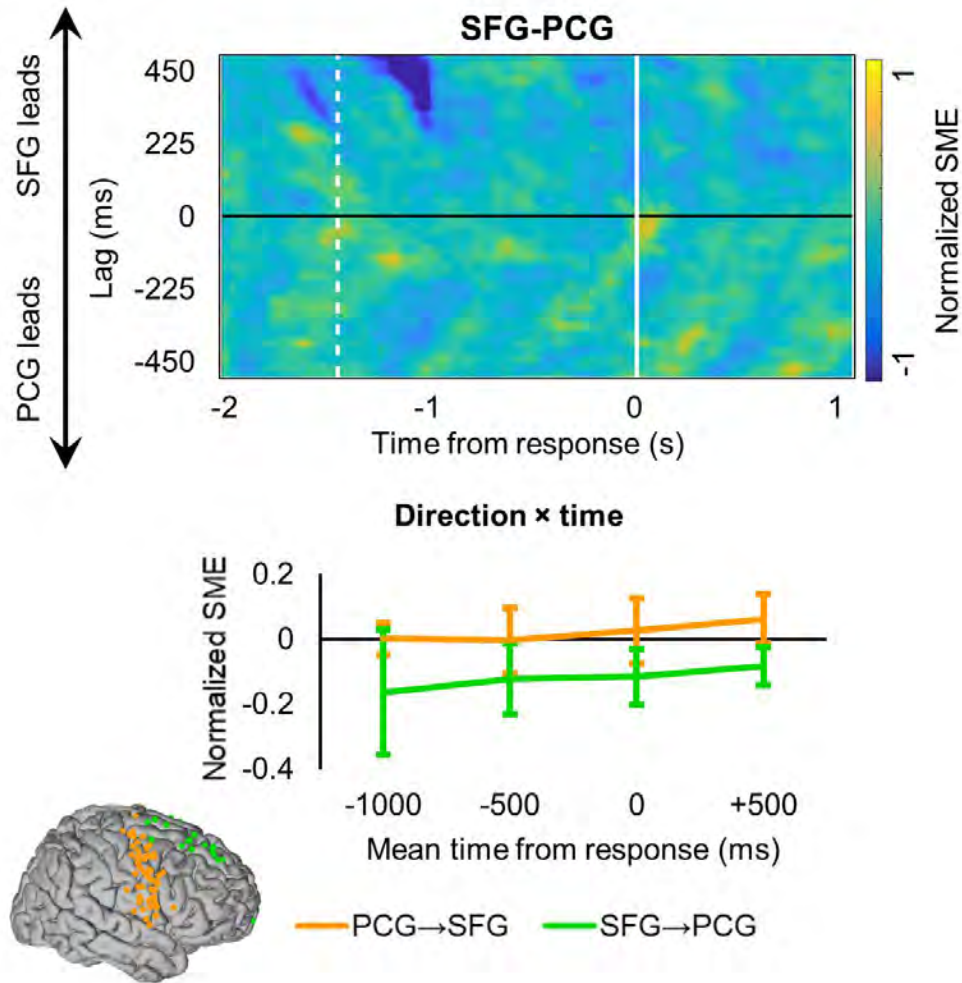 SFG-PCG
SFG leads
PCG leads
Lag (ms)
450
225
0
-225
-450
-2
-1
0
1
Time from response (s)
1
-1
Normalized SME
Direction × time
Normalized SME
0.2
0
-0.2
-0.4
-1000
-500
0
+500
Mean time from response (ms)
PCG→SFG
SFG→PCG